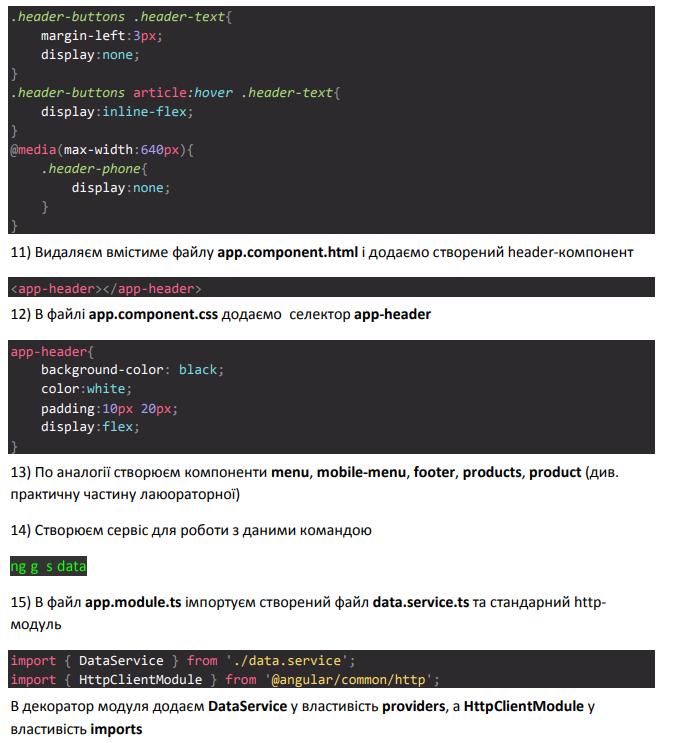 .header-buttons .header-text{
margin-left:3px;
display:none;
}
.header-buttons article:hover .header-text{
display:inline-flex;
}
@media(max-width:640px){
.header-phone{
display:none;
}
}
11) Видаляєм вмістиме файлу app.component.html і додаємо створений header-компонент
<app-header></app-header>
12) В файлі app.component.css додаємо селектор app-header
app-header{
background-color: black;
color:white;
padding:10px 20px;
display:flex;
}
13) По аналогії створюєм компоненти menu, mobile-menu, footer, products, product (див.
практичну частину лаюораторної)
14) Створюєм сервіс для роботи з даними командою
ng g s data
15) В файл app.module.ts імпортуєм створений файл data.service.ts та стандарний http-
модуль
import { DataService } from './data.service';
import { HttpClientModule } from '@angular/common/http';
В декоратор модуля додаєм DataService у властивість providers, а HttpClientModule у
властивість imports